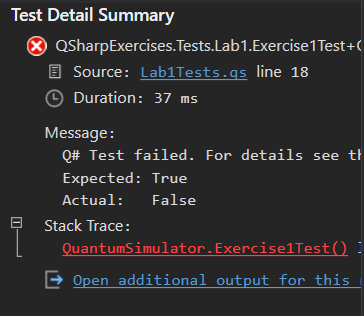 Test Detail Summary
QSharpExercises.Tests.Lab1.Exercise1Test+
Source: Lab1Tests.qs line 18
Duration: 37 ms
Message:
Q# Test failed. For details see
Expected: True
Actual: False
Stack Trace:
QuantumSimulator.Exercise1Test()
Open additional output for this